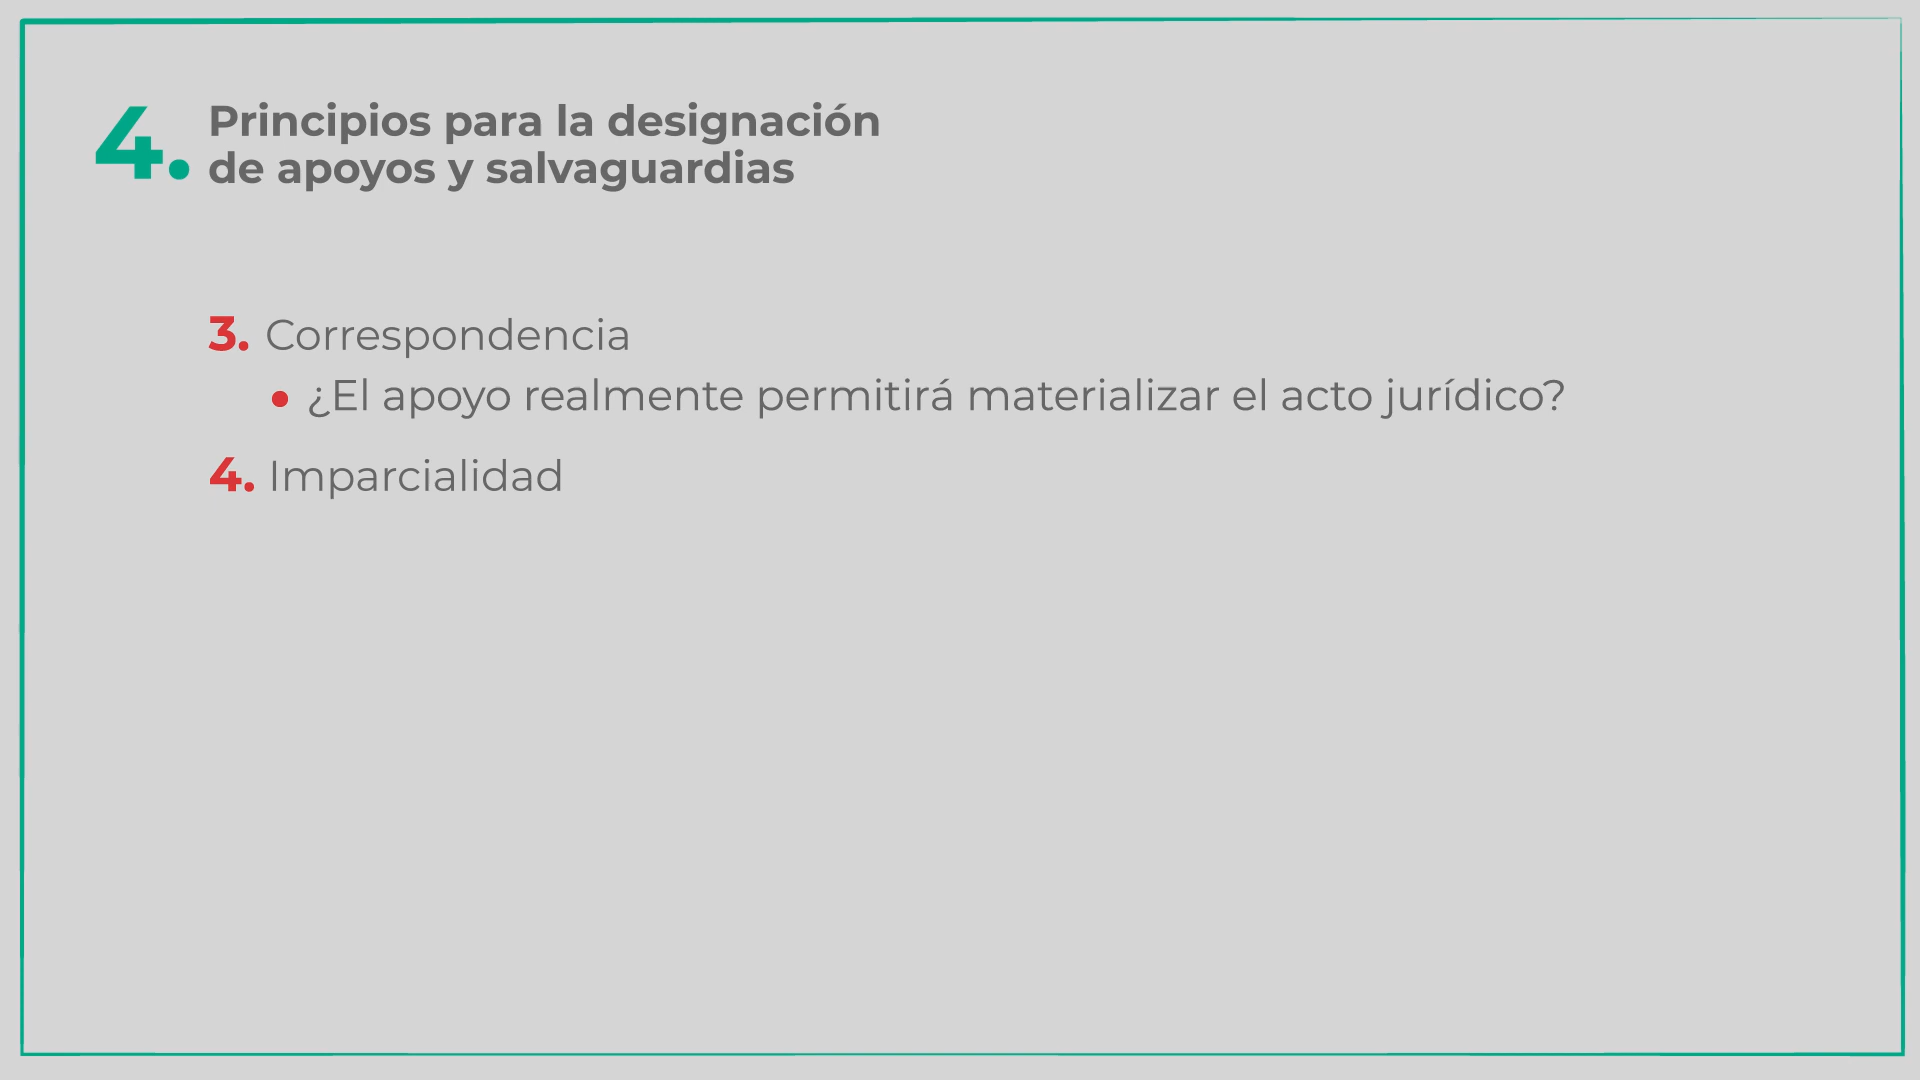 4. Principios para la designación
de apoyos y salvaguardias
3. Correspondencia
• ¿El apoyo realmente permitirá materializar el acto jurídico?
4. Imparcialidad